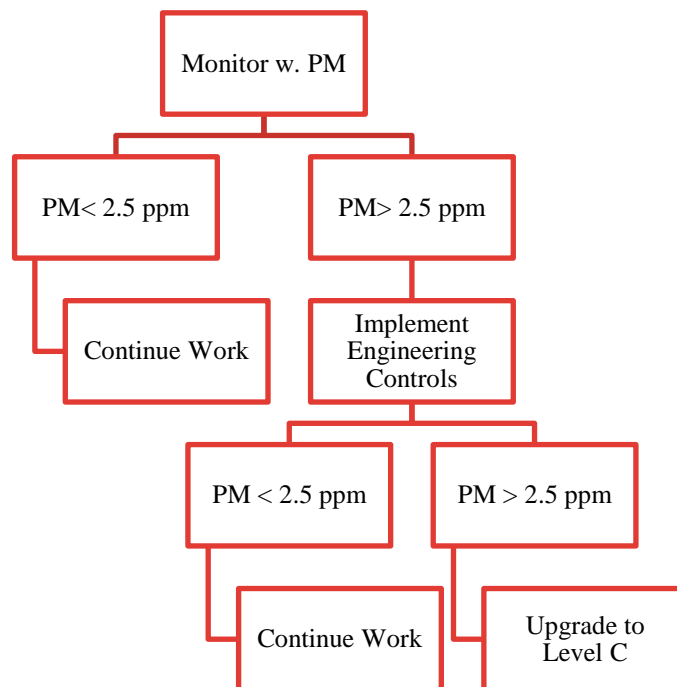 Monitor w. PM
PM< 2.5 ppm
PM> 2.5 ppm
Continue Work
Implement
Engineering
Controls
PM < 2.5 ppm
PM > 2.5 ppm
Continue Work
Upgrade to
Level C